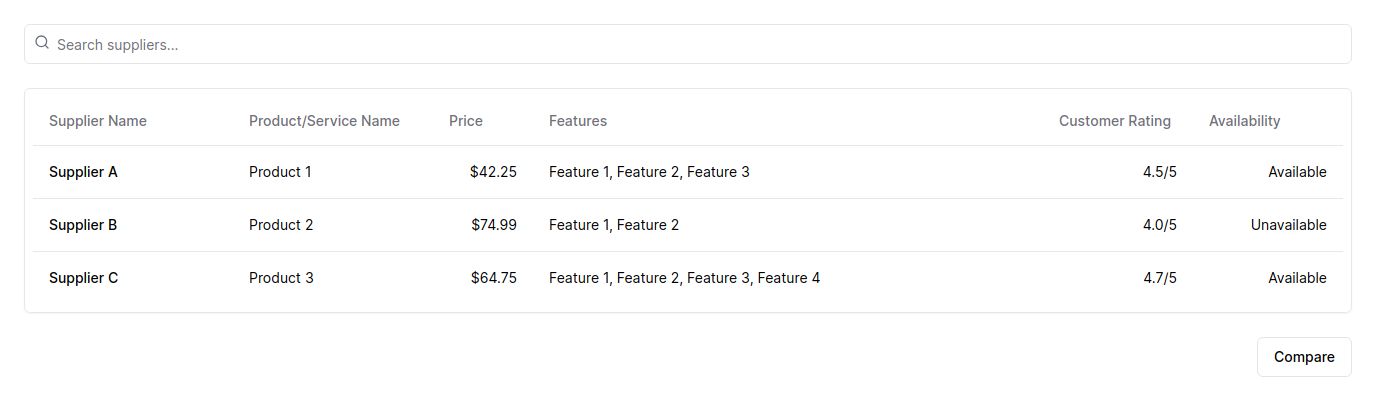 Search suppliers...
Supplier Name Product/Service Name Price Features Customer Rating Availability
Supplier A Product 1 $42.25 Feature 1, Feature 2, Feature 3 4.5/5 Available
Supplier B Product 2 $74.99 Feature 1, Feature 2 4.0/5 Unavailable
Supplier C Product 3 $64.75 Feature 1, Feature 2, Feature 3, Feature 4 4.7/5 Available
Compare